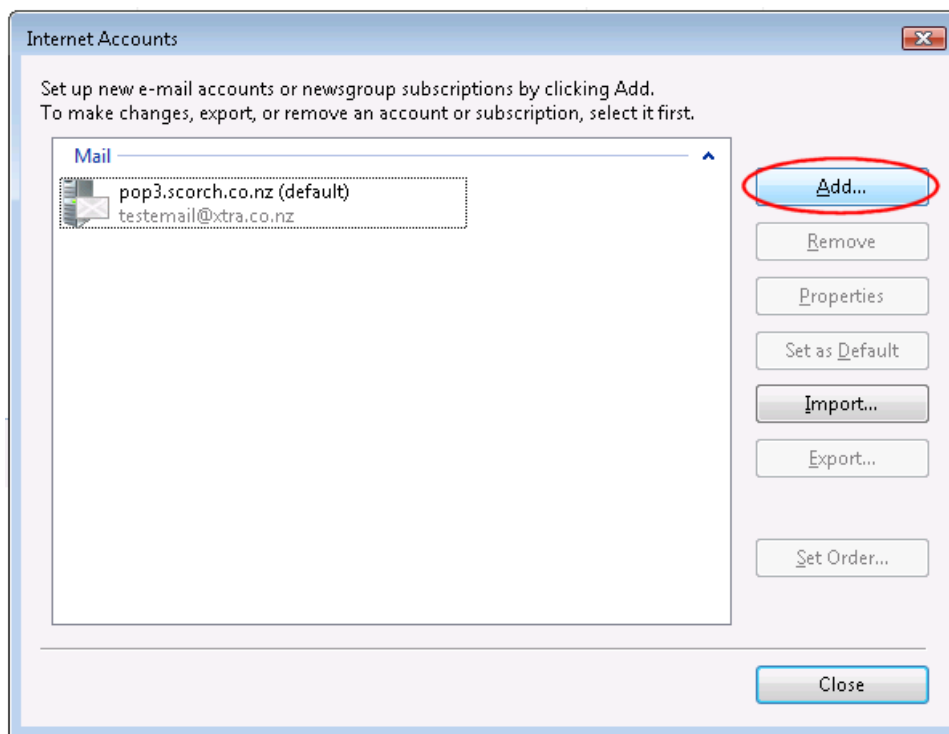 Internet Accounts
Set up new e-mail accounts or newsgroup subscriptions by clicking Add.
To make changes, export, or remove an account or subscription, select it first.
Mail
pop3.scorch.co.nz (default)
testemail@xtra.co.nz
Add...
Remove
Properties
Set as Default
Import...
Export...
Set Order...
Close